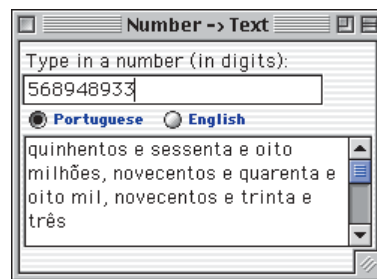 Number -> Text
Type in a number (in digits):
568948933
Portuguese English
quinhentos e sessenta e oito
milhões, novecentos e quarenta e
oito mil, novecentos e trinta e
três